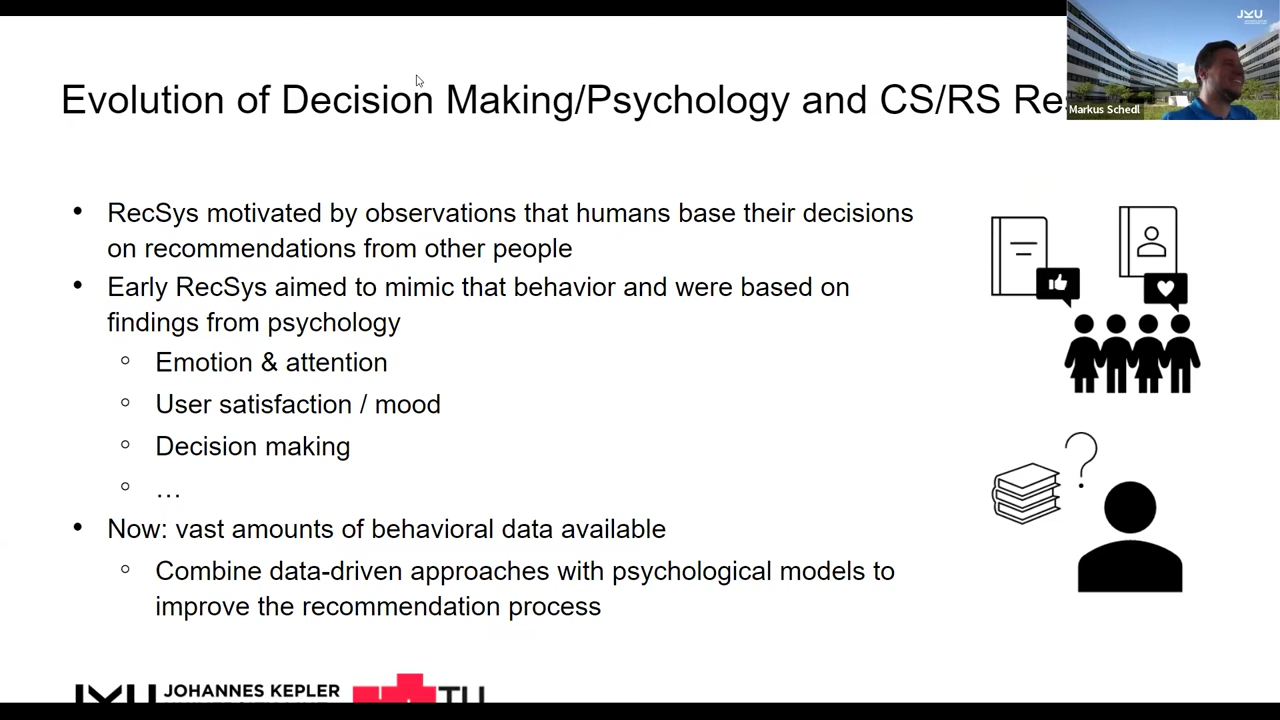 JKU
Evolution of Decision Making/Psychology and CS/RS Re
Markus Schedl
• RecSys motivated by observations that humans base their decisions
on recommendations from other people
• Early RecSys aimed to mimic that behavior and were based on
findings from psychology
○ Emotion & attention
○ User satisfaction / mood
○ Decision making
○ …
• Now: vast amounts of behavioral data available
○ Combine data-driven approaches with psychological models to
improve the recommendation process
JKU JOHANNES KEPLER
TU